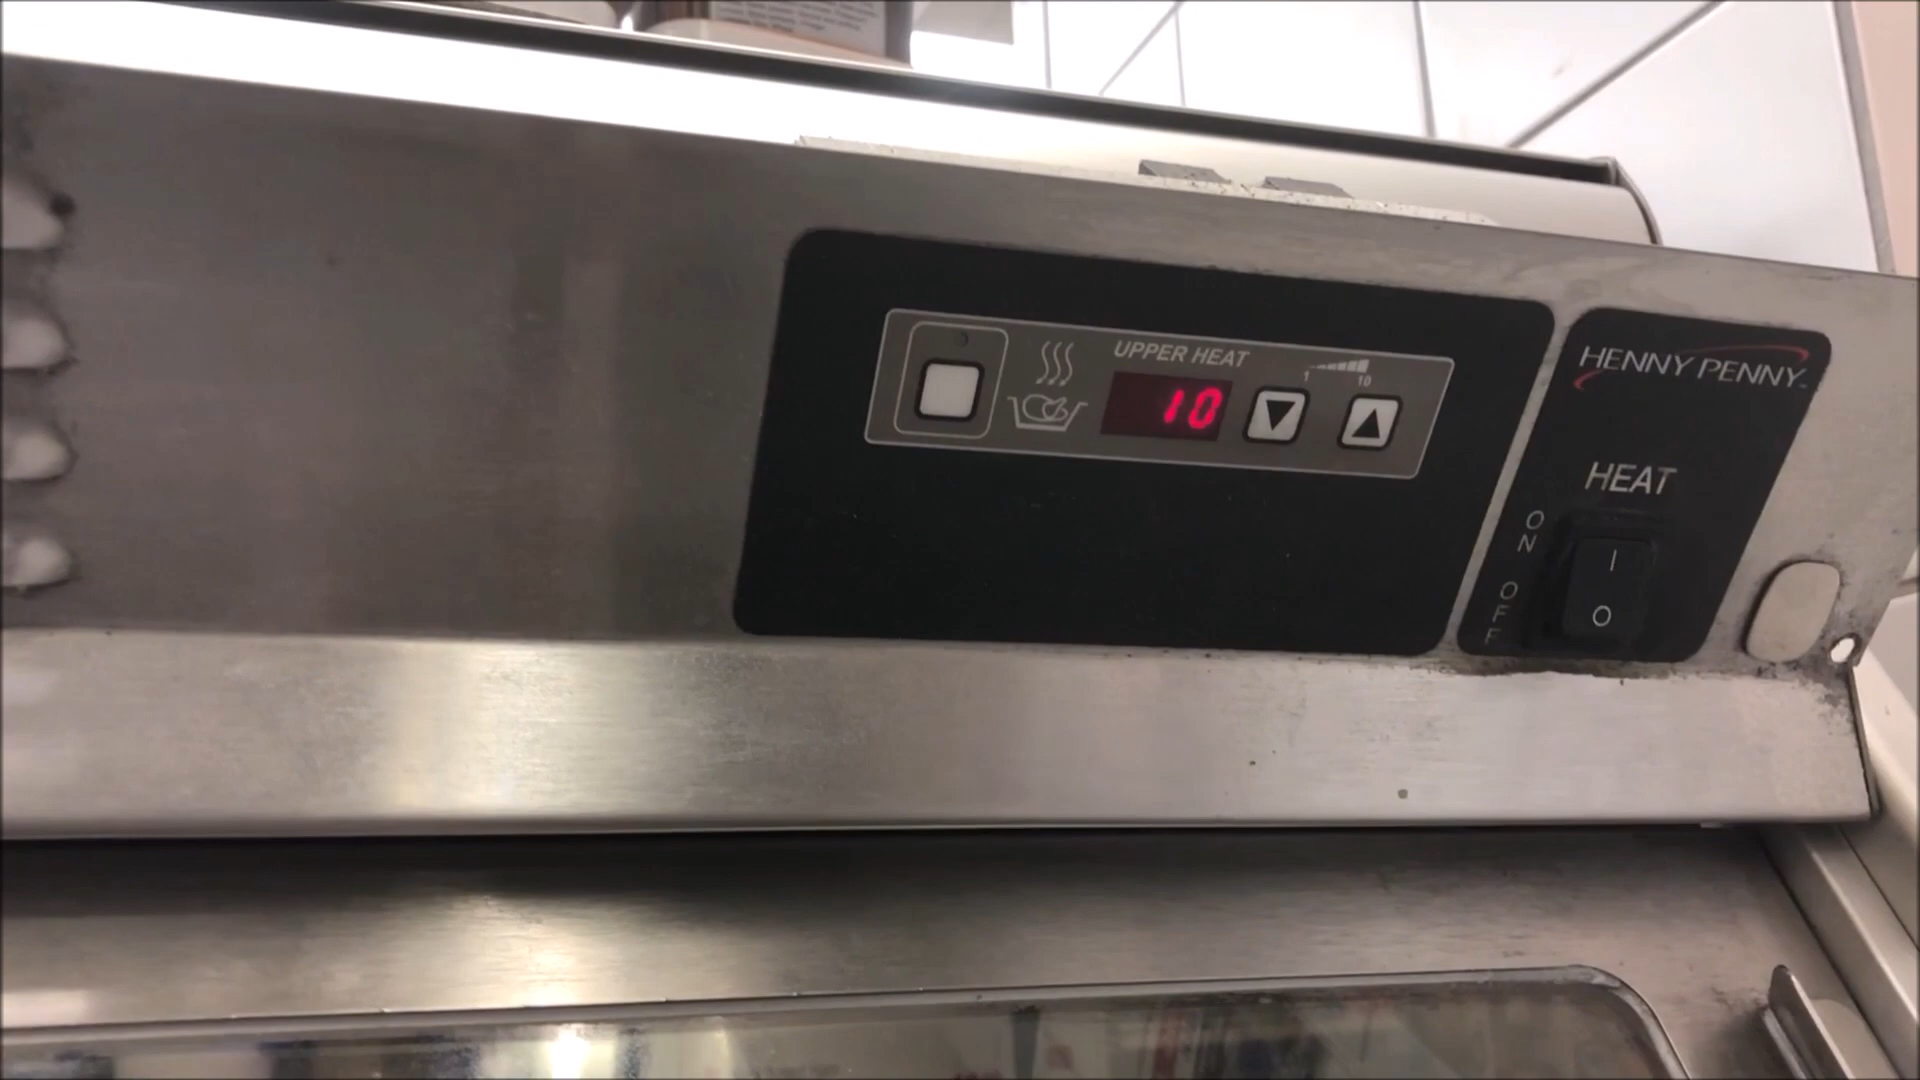 UPPER HEAT
1 10
10
HENNY PENNY
HEAT
ON
OFF
I
O